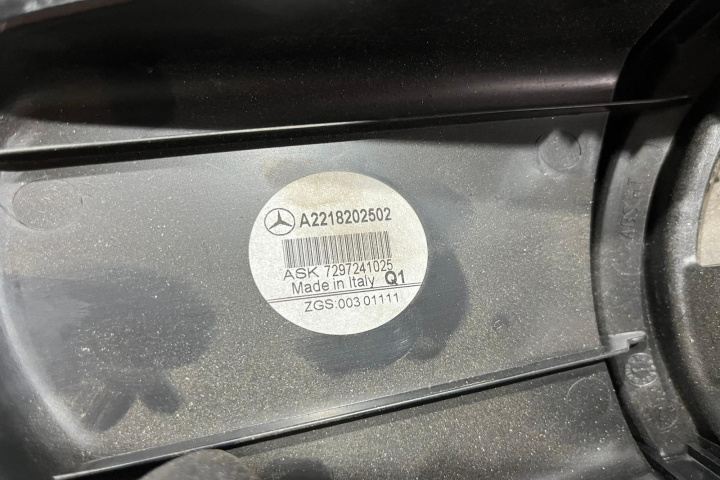 A2218202502
ASK 7297241025
Made in Italy Q1
ZGS:003 01111